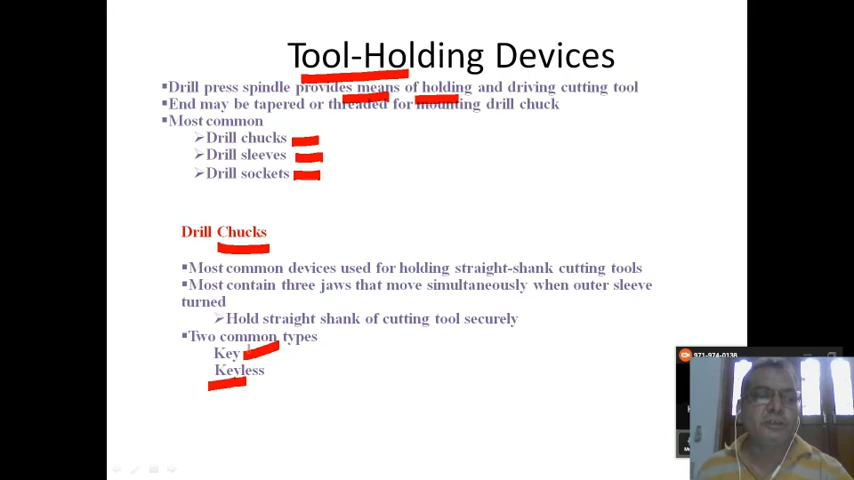 Tool-Holding Devices
▪Drill press spindle provides means of holding and driving cutting tool
▪End may be tapered or threaded for mounting drill chuck
▪Most common
➢Drill chucks
➢Drill sleeves
➢Drill sockets
Drill Chucks
▪Most common devices used for holding straight-shank cutting tools
▪Most contain three jaws that move simultaneously when outer sleeve
turned
➢Hold straight shank of cutting tool securely
▪Two common types
Key
Keyless
971-974-0138